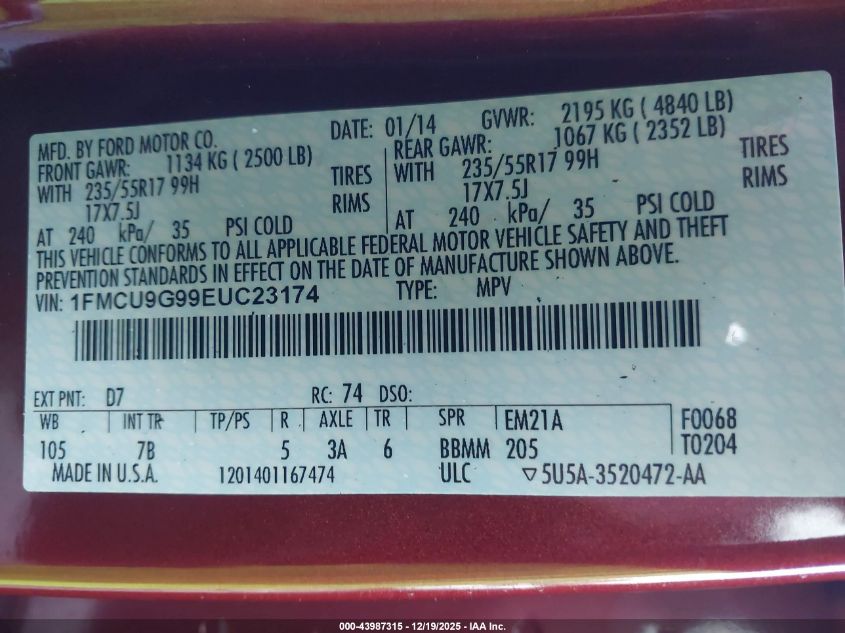 MFD. BY FORD MOTOR CO. DATE: 01/14 GVWR: 2195 KG ( 4840 LB)
FRONT GAWR: 1134 KG ( 2500 LB) REAR GAWR: 1067 KG ( 2352 LB)
WITH 235/55R17 99H TIRES WITH 235/55R17 99H TIRES
17X7.5J RIMS 17X7.5J RIMS
AT 240 kPa/ 35 PSI COLD AT 240 kPa/ 35 PSI COLD
THIS VEHICLE CONFORMS TO ALL APPLICABLE FEDERAL MOTOR VEHICLE SAFETY AND THEFT
PREVENTION STANDARDS IN EFFECT ON THE DATE OF MANUFACTURE SHOWN ABOVE.
VIN: 1FMCU9G99EUC23174 TYPE: MPV
EXT PNT: D7 RC: 74 DSO:
WB INT TR TP/PS R AXLE TR SPR EM21A F0068
105 7B 5 3A 6 BBMM 205 T0204
MADE IN U.S.A. 1201401167474 ULC ▽5U5A-3520472-AA
000-43987315 - 12/19/2025 - IAA Inc.